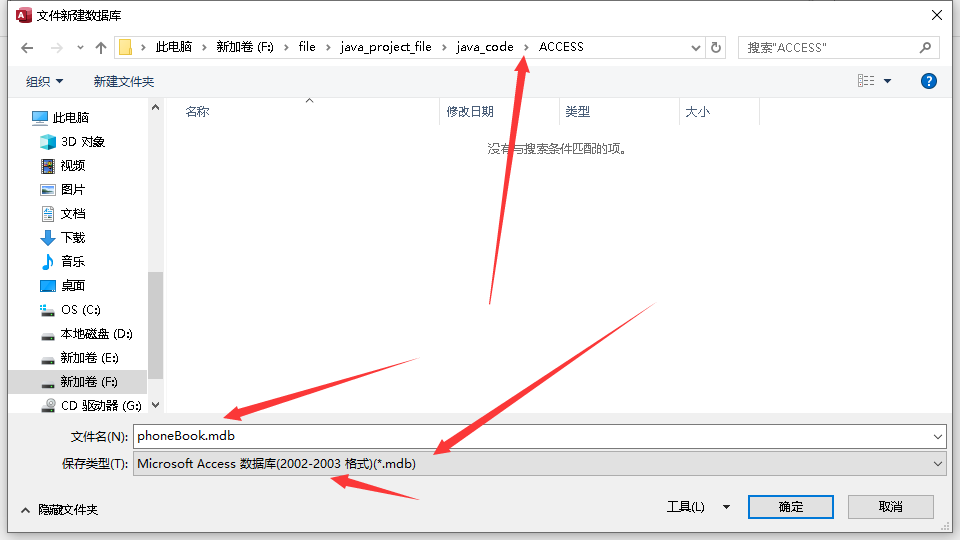 文件新建数据库
此电脑 › 新加卷 (F:) › file › java_project_file › java_code › ACCESS
搜索"ACCESS"
组织 新建文件夹
名称 修改日期 类型 大小
没有与搜索条件匹配的项。
此电脑
3D 对象
视频
图片
文档
下载
音乐
桌面
OS (C:)
本地磁盘 (D:)
新加卷 (E:)
新加卷 (F:)
CD 驱动器 (G:)
文件名(N): phoneBook.mdb
保存类型(T): Microsoft Access 数据库(2002-2003 格式)(*.mdb)
隐藏文件夹 工具(L) 确定 取消